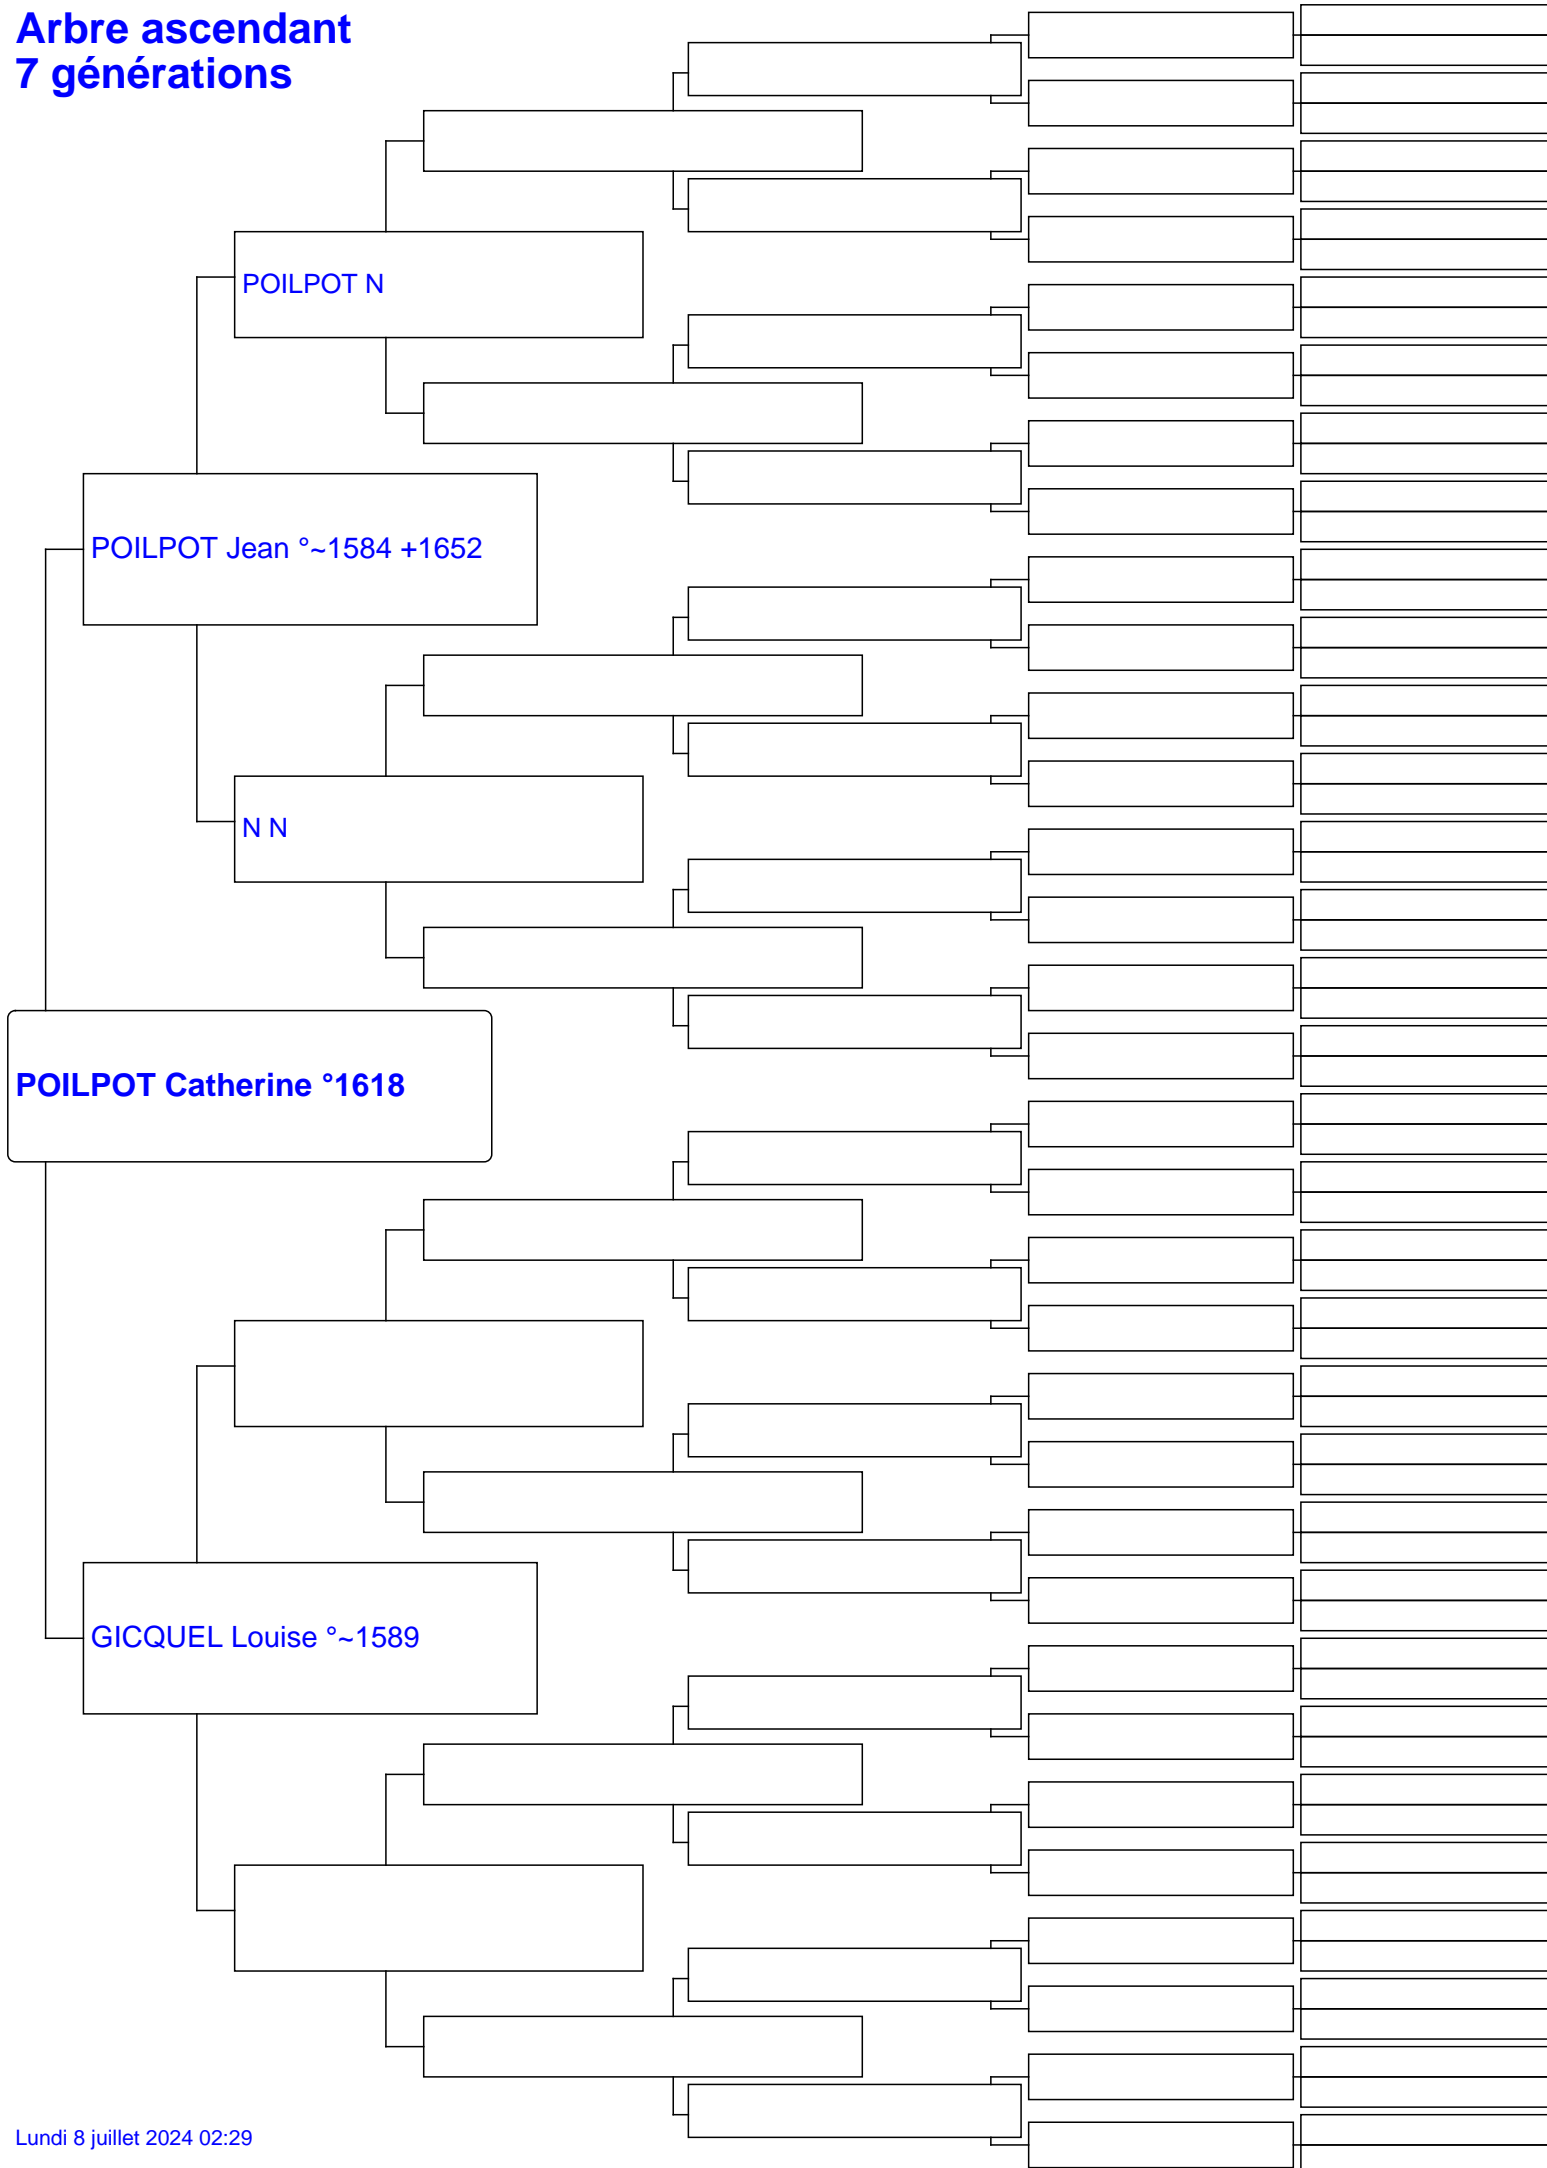 Arbre ascendant
7 générations
POILPOT N
POILPOT Jean °~1584 +1652
N N
POILPOT Catherine °1618
GICQUEL Louise °~1589
Lundi 8 juillet 2024 02:29